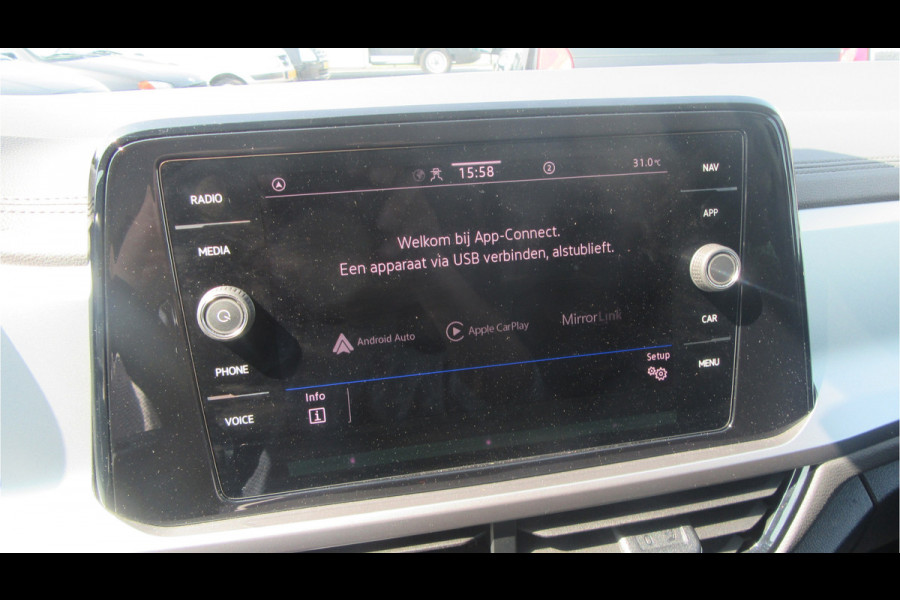 15:58
2
31.0°C
RADIO
MEDIA
PHONE
VOICE
Welkom bij App-Connect.
Een apparaat via USB verbinden, alstublieft.
Android Auto
Apple CarPlay
MirrorLink
Info
i
Setup
NAV
APP
CAR
MENU